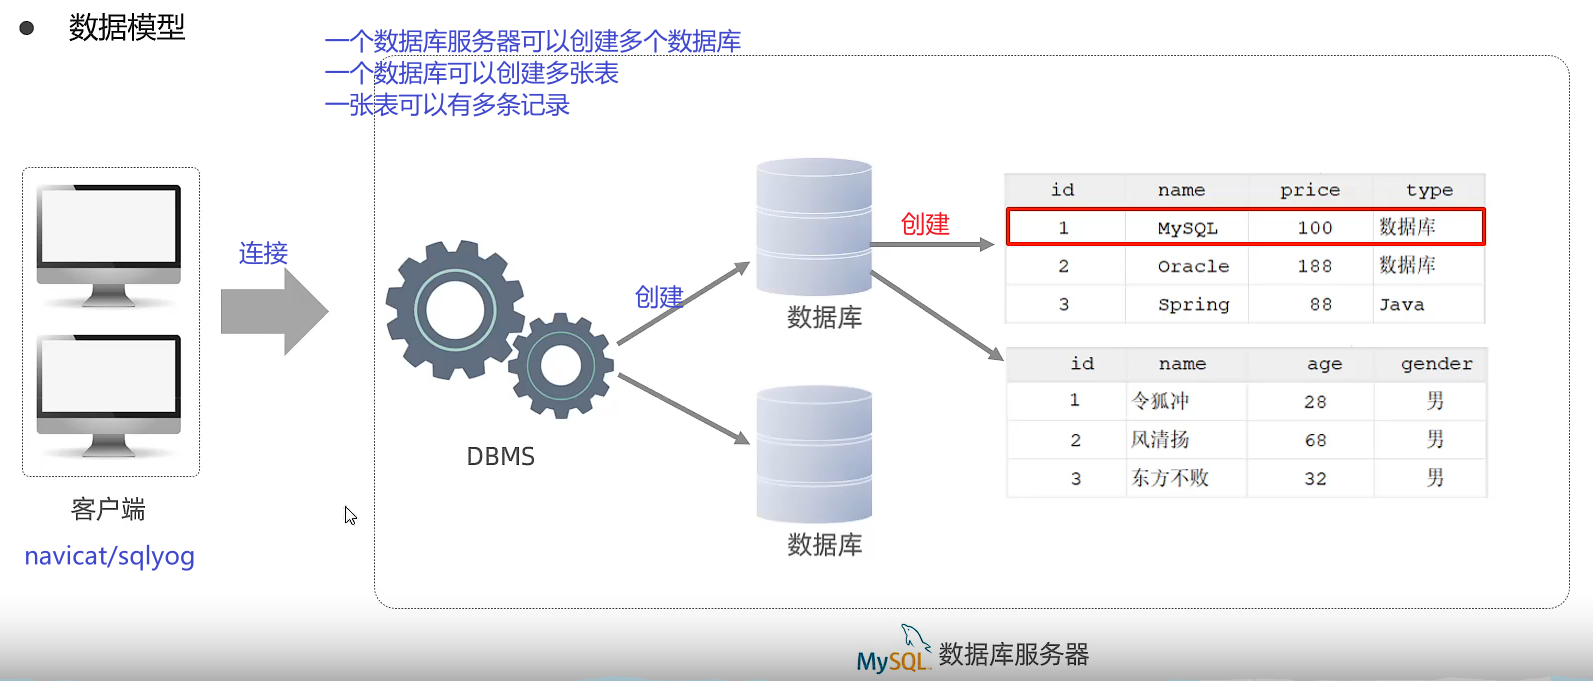 数据模型
一个数据库服务器可以创建多个数据库
一个数据库可以创建多张表
一张表可以有多条记录
连接
客户端
navicat/sqlyog
DBMS
创建
数据库
数据库
创建
id name price type
1 MySQL 100 数据库
2 Oracle 188 数据库
3 Spring 88 Java
id name age gender
1 令狐冲 28 男
2 风清扬 68 男
3 东方不败 32 男
MySQL 数据库服务器